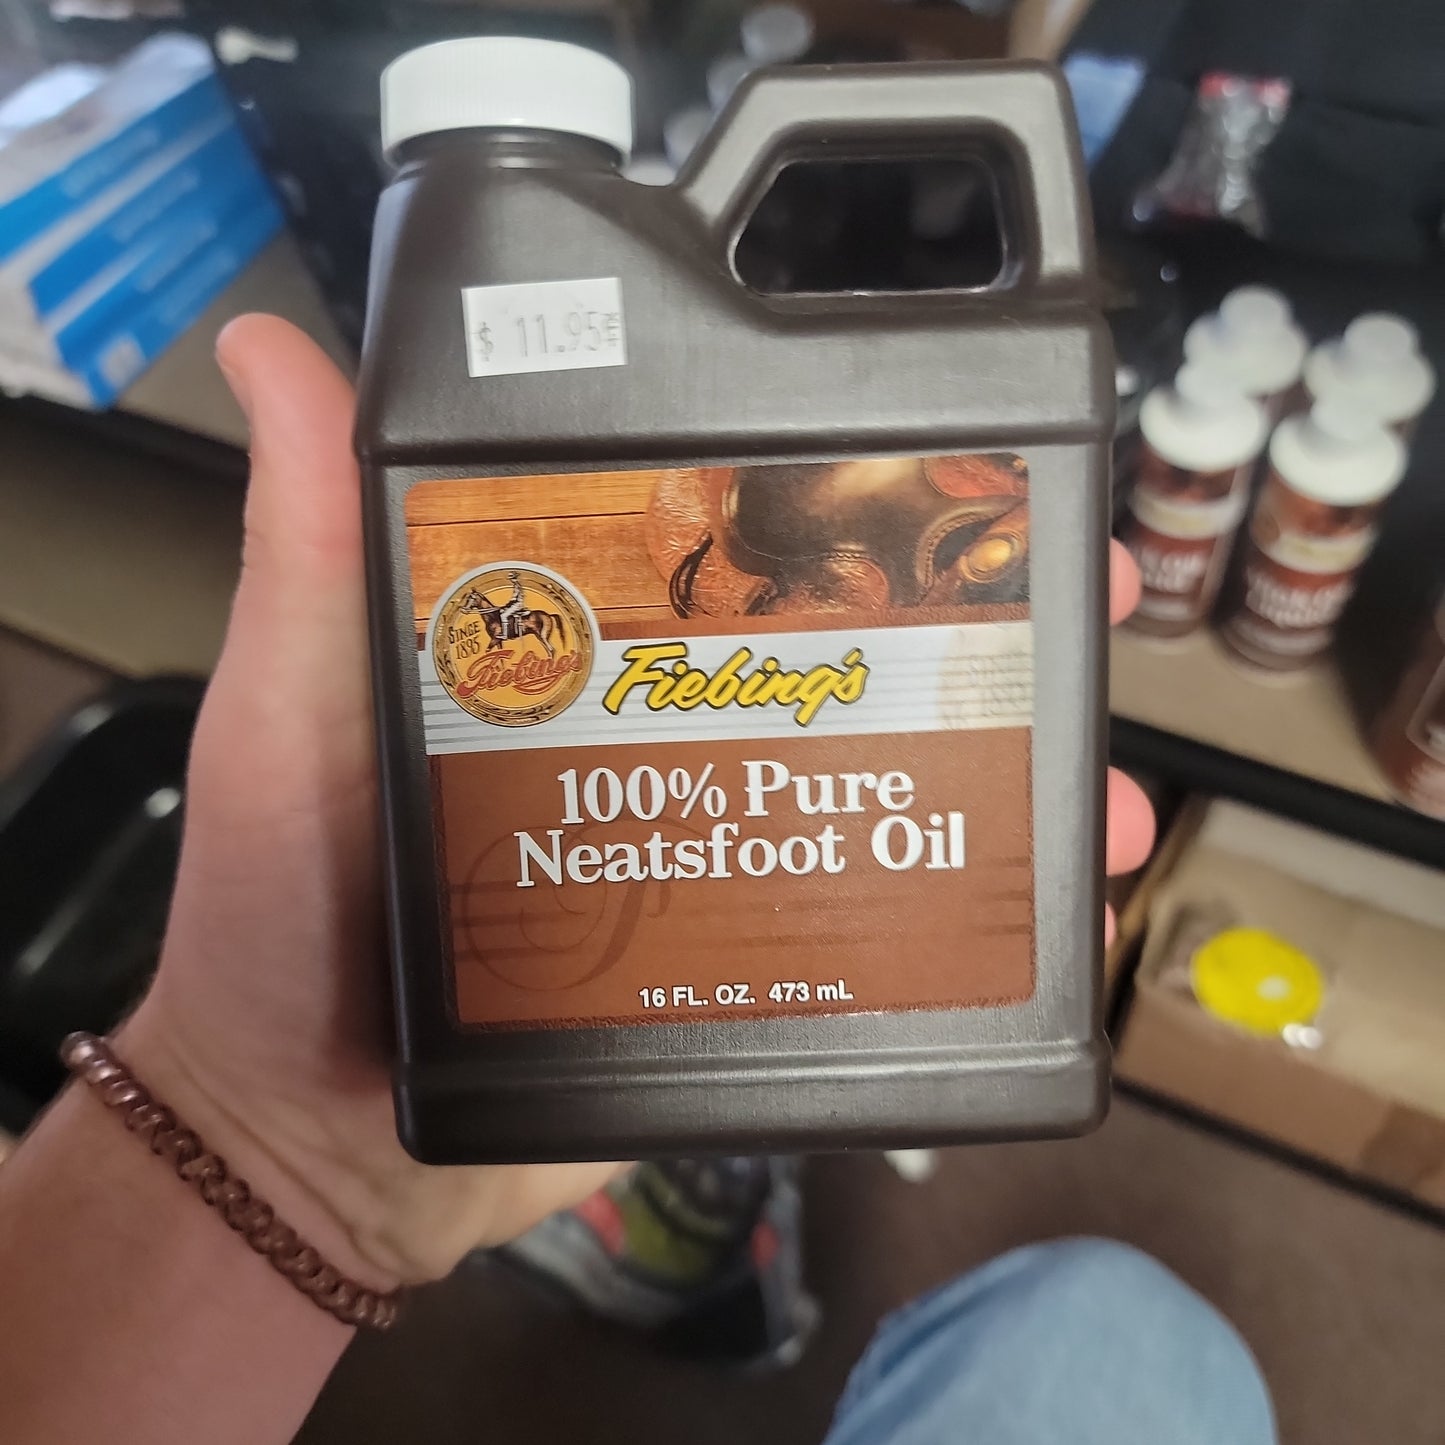 $ 11.95
SINCE
1895
Fiebing's
Fiebing's
100% Pure
Neatsfoot Oil
16 FL. OZ. 473 mL